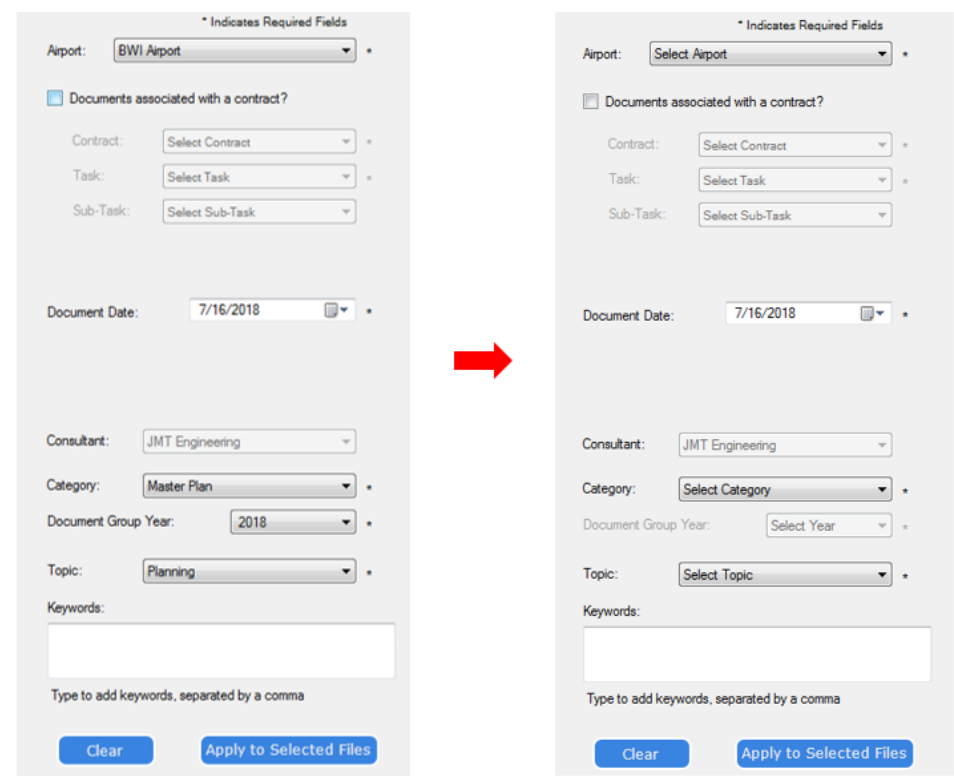 * Indicates Required Fields
Airport: BWI Airport *
Documents associated with a contract?
Contract: Select Contract *
Task: Select Task *
Sub-Task: Select Sub-Task
Document Date: 7/16/2018 *
Consultant: JMT Engineering
Category: Master Plan *
Document Group Year: 2018 *
Topic: Planning *
Keywords:
Type to add keywords, separated by a comma
Clear Apply to Selected Files
* Indicates Required Fields
Airport: Select Airport *
Documents associated with a contract?
Contract: Select Contract *
Task: Select Task *
Sub-Task: Select Sub-Task
Document Date: 7/16/2018 *
Consultant: JMT Engineering
Category: Select Category *
Document Group Year: Select Year *
Topic: Select Topic *
Keywords:
Type to add keywords, separated by a comma
Clear Apply to Selected Files